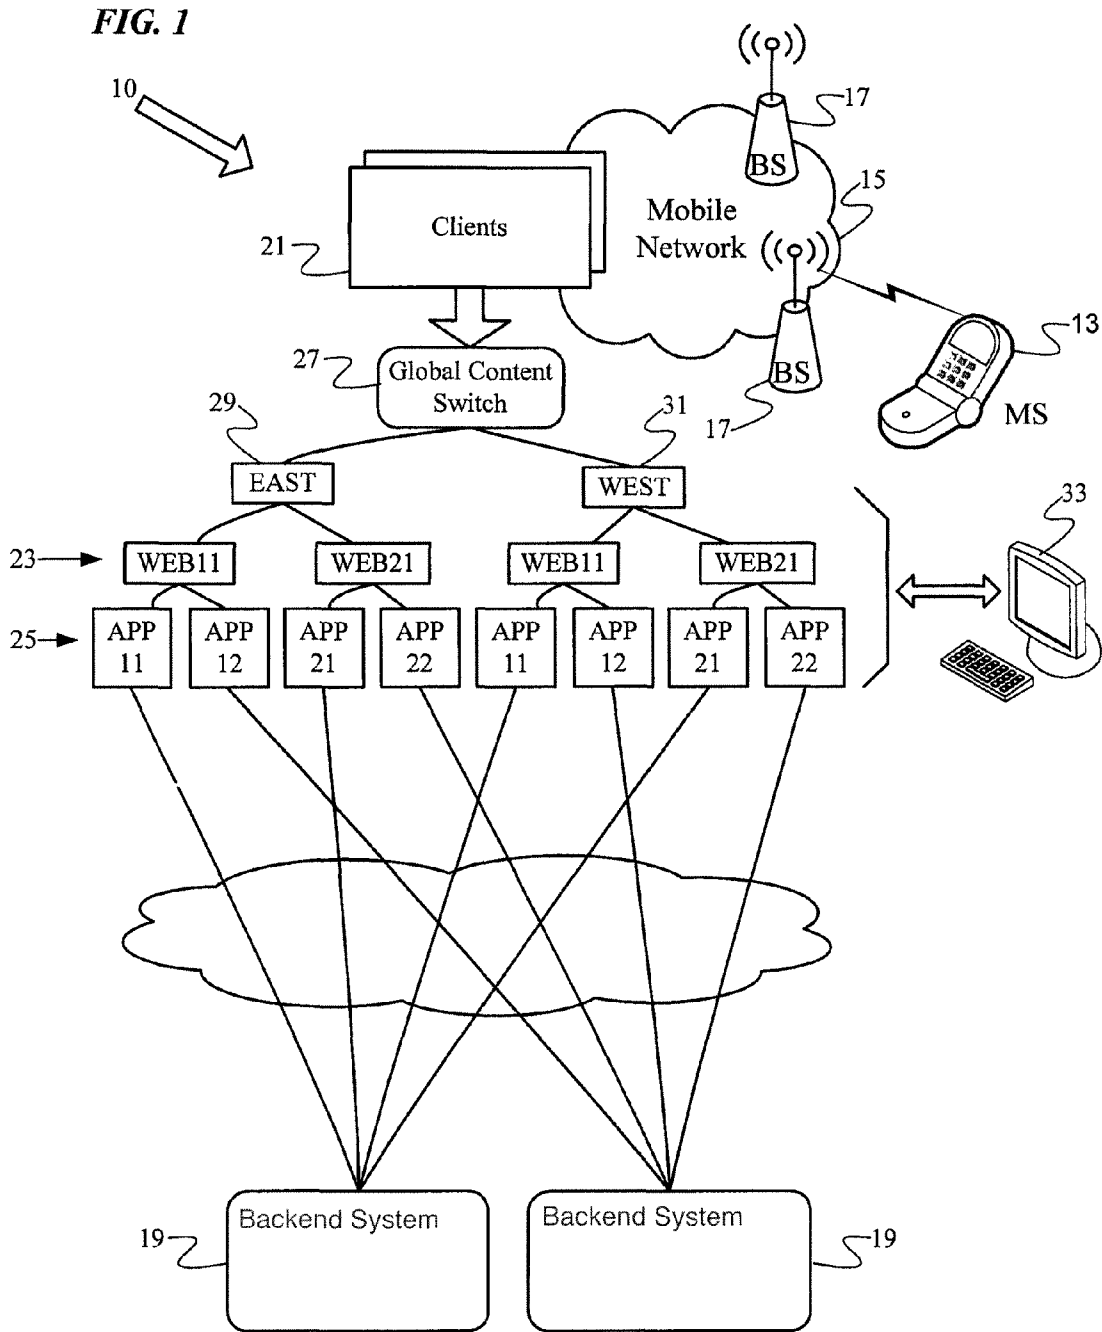 FIG. 1
10
17
BS
15
Mobile
Network
Clients
21
13
27
Global Content
Switch
BS
17
MS
29
31
EAST
WEST
33
23
WEB11
WEB21
WEB11
WEB21
25
APP
11
APP
12
APP
21
APP
22
APP
11
APP
12
APP
21
APP
22
Backend System
Backend System
19
19